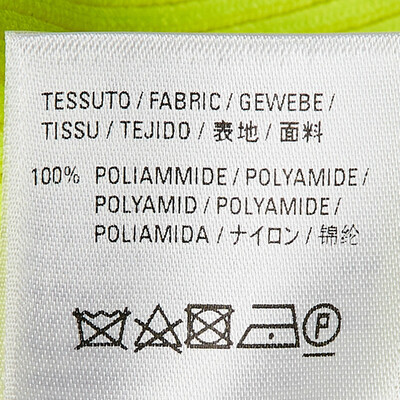 TESSUTO / FABRIC / GEWEBE /
TISSU / TEJIDO / 表地 / 面料
100% POLIAMMIDE / POLYAMIDE /
POLYAMID / POLYAMIDE /
POLIAMIDA / ナイロン / 锦纶
P